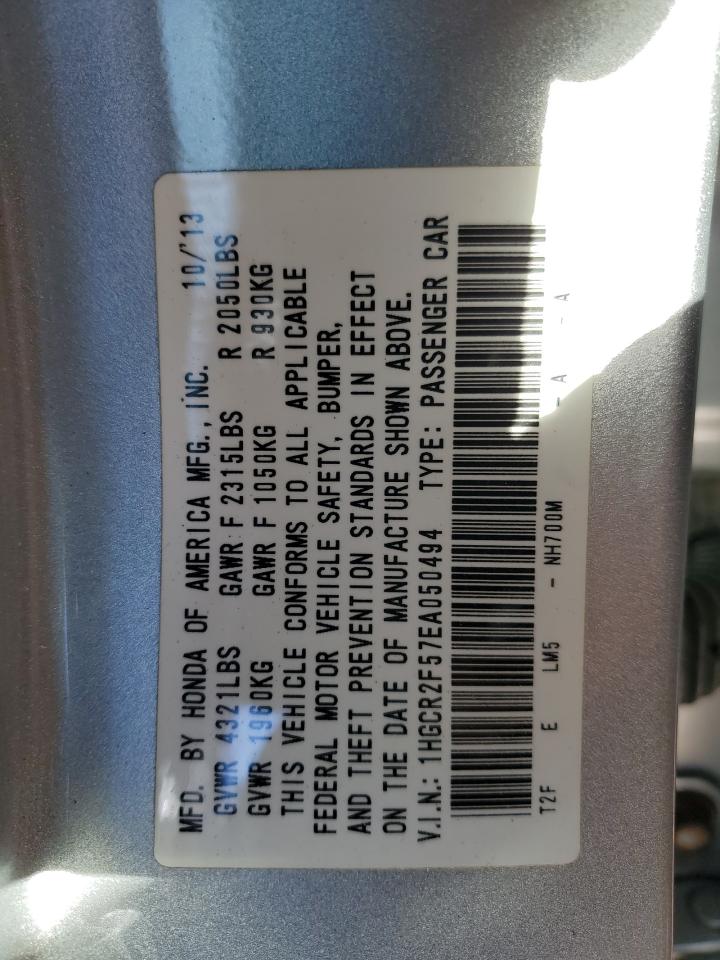 MFD. BY HONDA OF AMERICA MFG., INC. 10/'13
GVWR 4321LBS GAWR F 2315LBS R 2050LBS
GVWR 1960KG GAWR F 1050KG R 930KG
THIS VEHICLE CONFORMS TO ALL APPLICABLE
FEDERAL MOTOR VEHICLE SAFETY, BUMPER,
AND THEFT PREVENTION STANDARDS IN EFFECT
ON THE DATE OF MANUFACTURE SHOWN ABOVE.
V.I.N.: 1HGCR2F57EA050494 TYPE: PASSENGER CAR
T2F E LM5 - NH700M -A -A